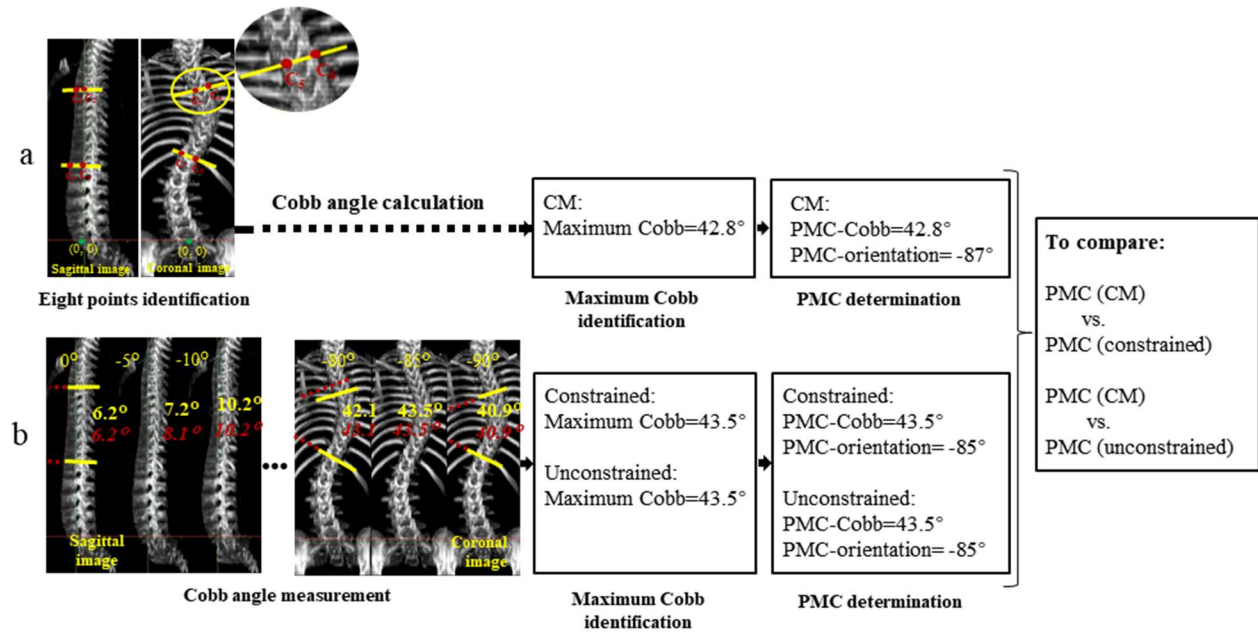 a
C₅ C₆
(0, 0)
Sagittal image
(0, 0)
Coronal image
Eight points identification
Cobb angle calculation
CM:
Maximum Cobb=42.8°
Maximum Cobb
identification
CM:
PMC-Cobb=42.8°
PMC-orientation= -87°
PMC determination
To compare:
PMC (CM)
vs.
PMC (constrained)
PMC (CM)
vs.
PMC (unconstrained)
b
0° -5° -10°
6.2° 7.2° 10.2°
6.2° 8.1° 10.2°
Sagittal
image
...
-80° -85° -90°
42.1 43.5° 40.9°
43.5° 40.9°
Coronal
image
Cobb angle measurement
Constrained:
Maximum Cobb=43.5°
Unconstrained:
Maximum Cobb=43.5°
Maximum Cobb
identification
Constrained:
PMC-Cobb=43.5°
PMC-orientation= -85°
Unconstrained:
PMC-Cobb=43.5°
PMC-orientation= -85°
PMC determination